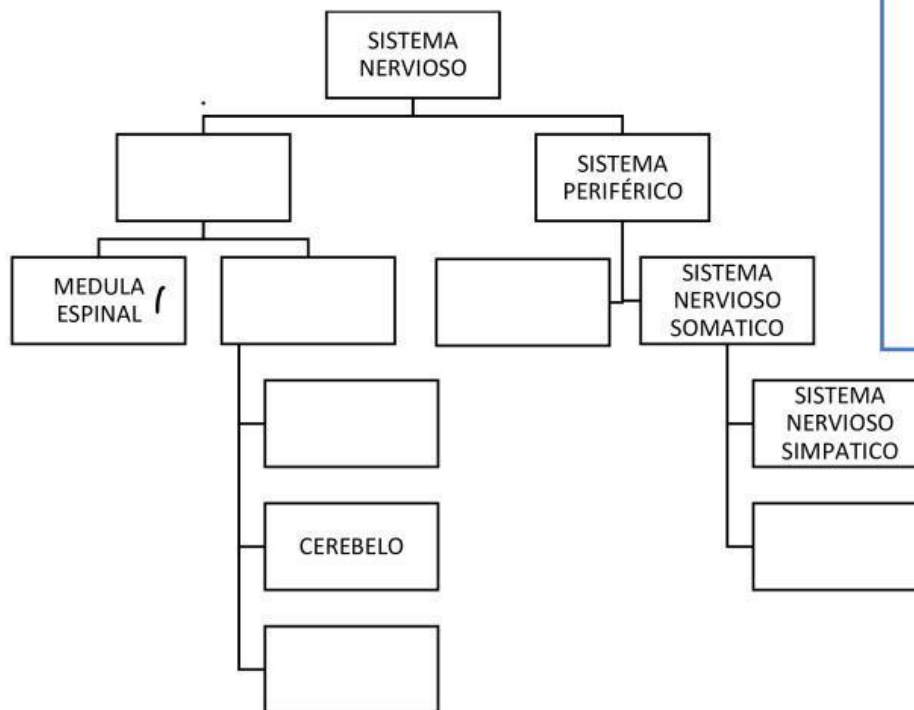 SISTEMA
NERVIOSO
SISTEMA
PERIFÉRICO
MEDULA
ESPINAL
SISTEMA
NERVIOSO
SOMATICO
SISTEMA
NERVIOSO
SIMPATICO
CEREBELO